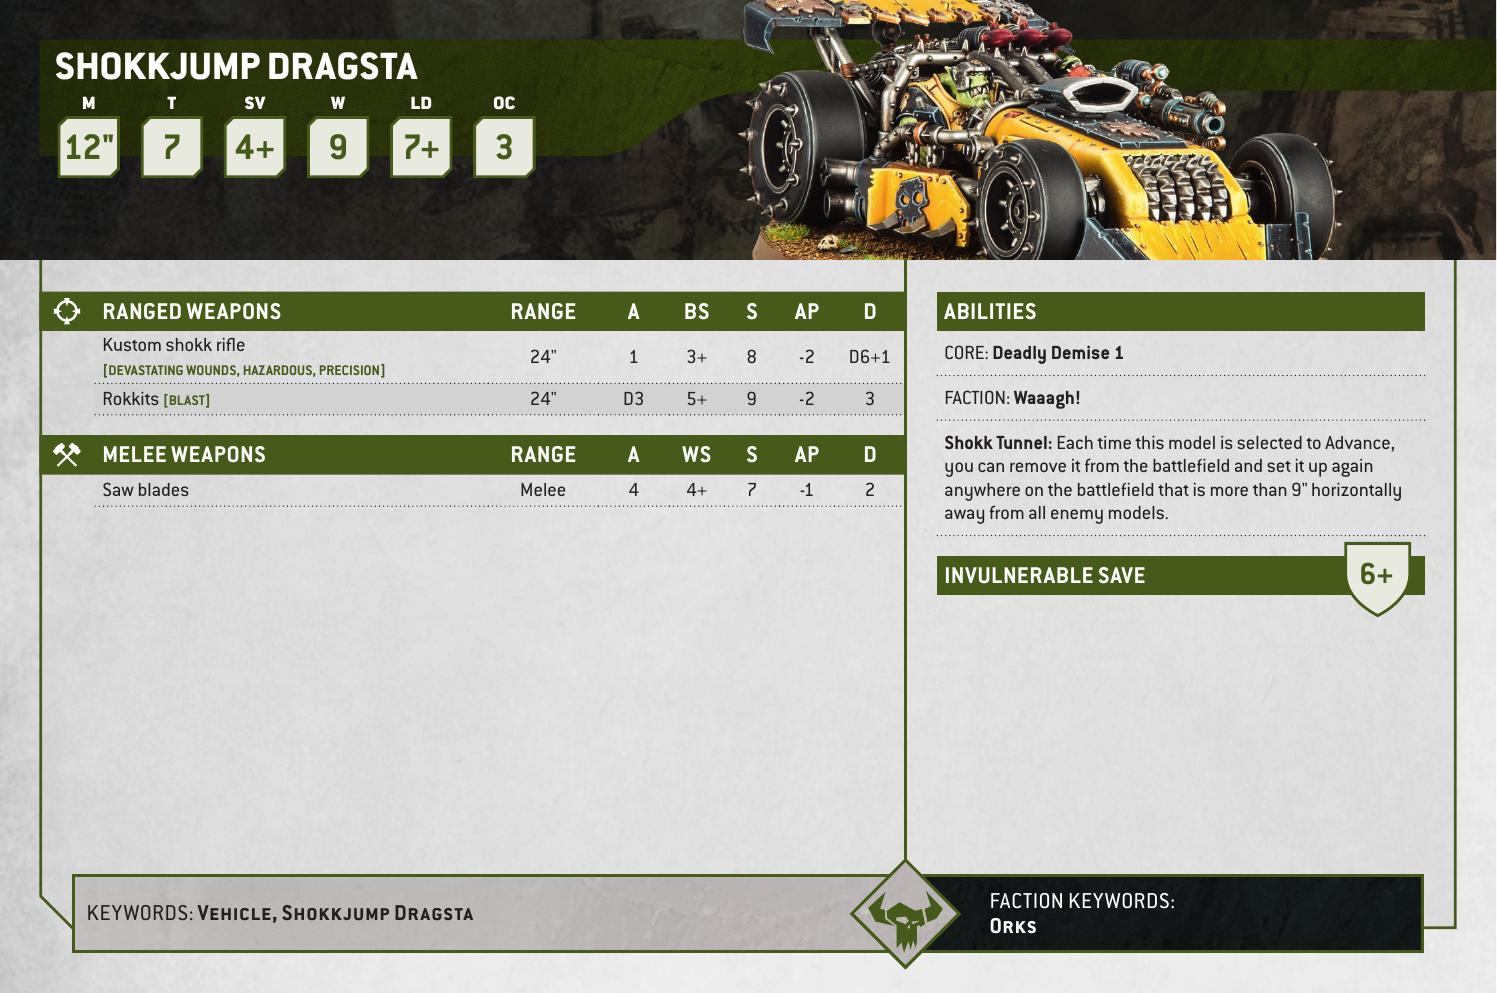 SHOKKJUMP DRAGSTA
M T SV W LD OC
12" 7 4+ 9 7+ 3
RANGED WEAPONS RANGE A BS S AP D
Kustom shokk rifle
[DEVASTATING WOUNDS, HAZARDOUS, PRECISION] 24" 1 3+ 8 -2 D6+1
Rokkits [BLAST] 24" D3 5+ 9 -2 3
MELEE WEAPONS RANGE A WS S AP D
Saw blades Melee 4 4+ 7 -1 2
ABILITIES
CORE: Deadly Demise 1
FACTION: Waaagh!
Shokk Tunnel: Each time this model is selected to Advance,
you can remove it from the battlefield and set it up again
anywhere on the battlefield that is more than 9" horizontally
away from all enemy models.
INVULNERABLE SAVE 6+
KEYWORDS: Vehicle, Shokkjump Dragsta
FACTION KEYWORDS:
Orks